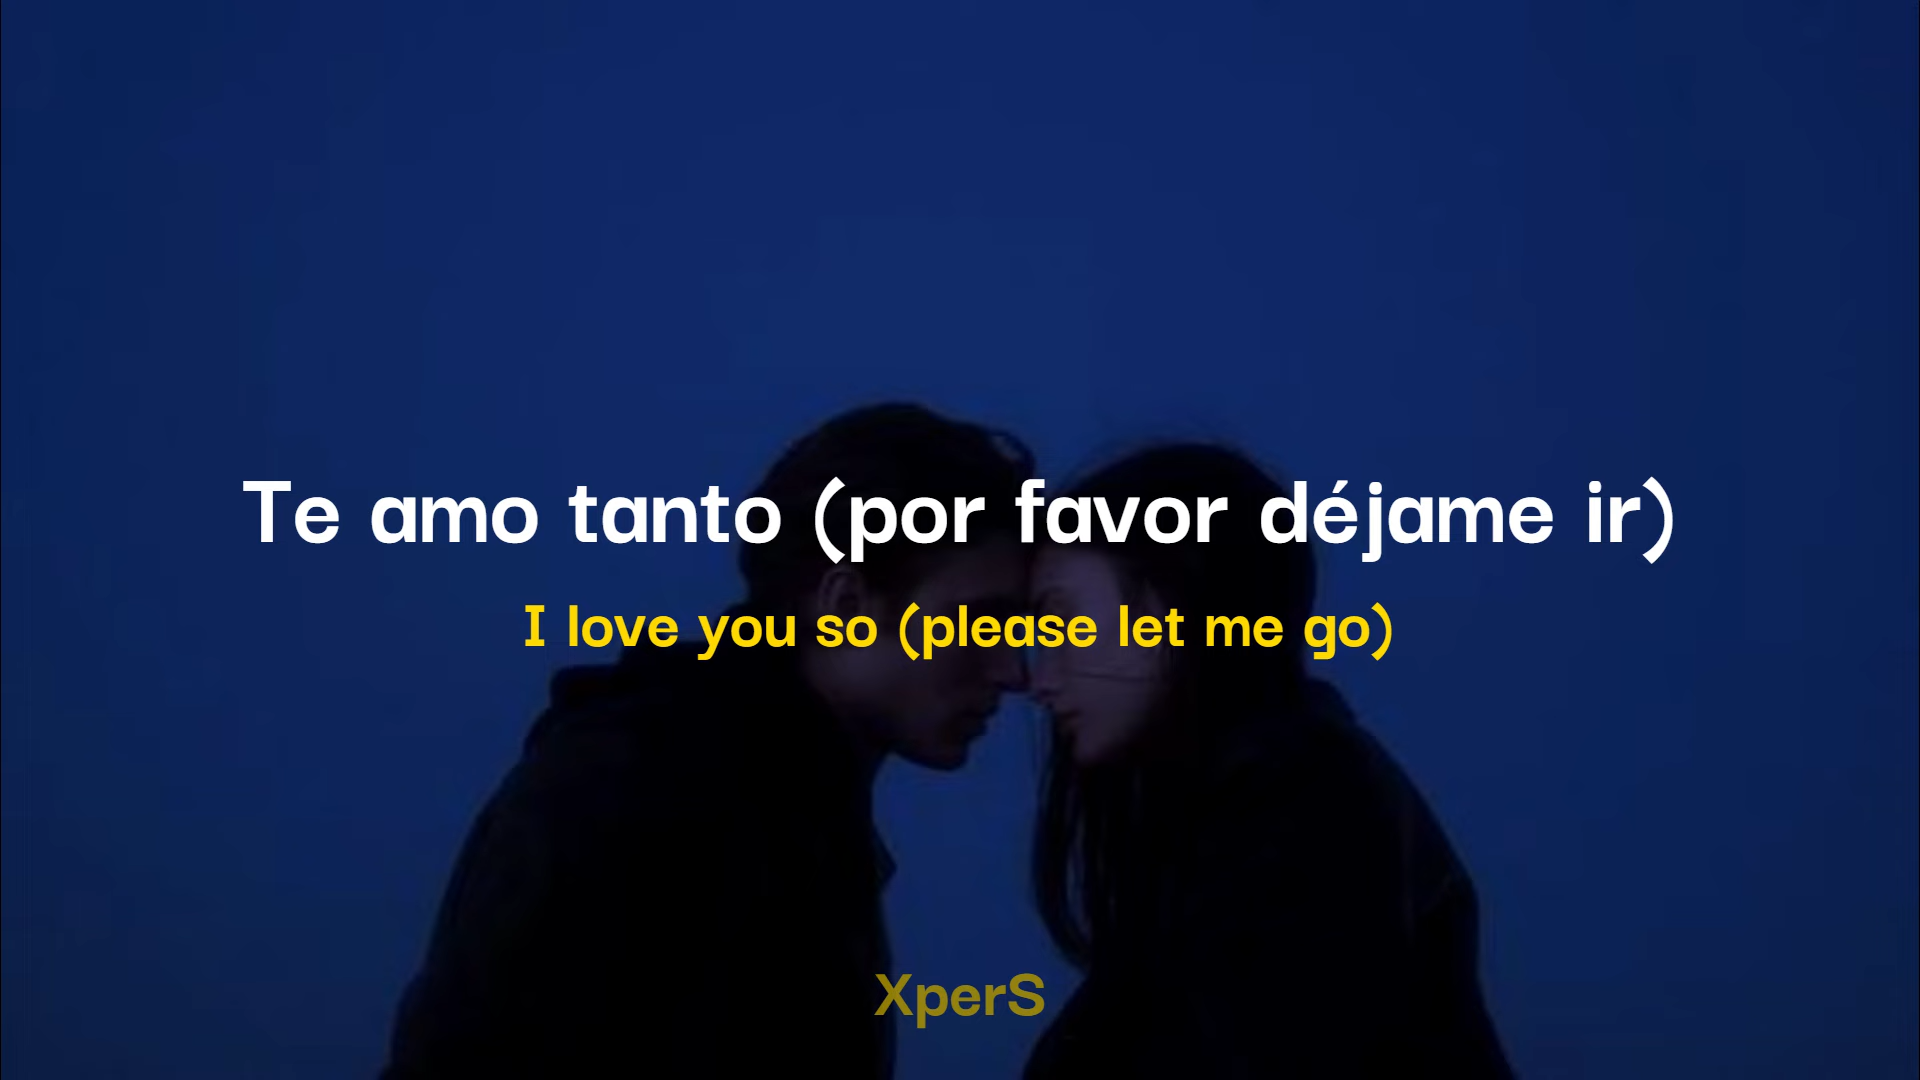 Te amo tanto (por favor déjame ir)
I love you so (please let me go)
XperS